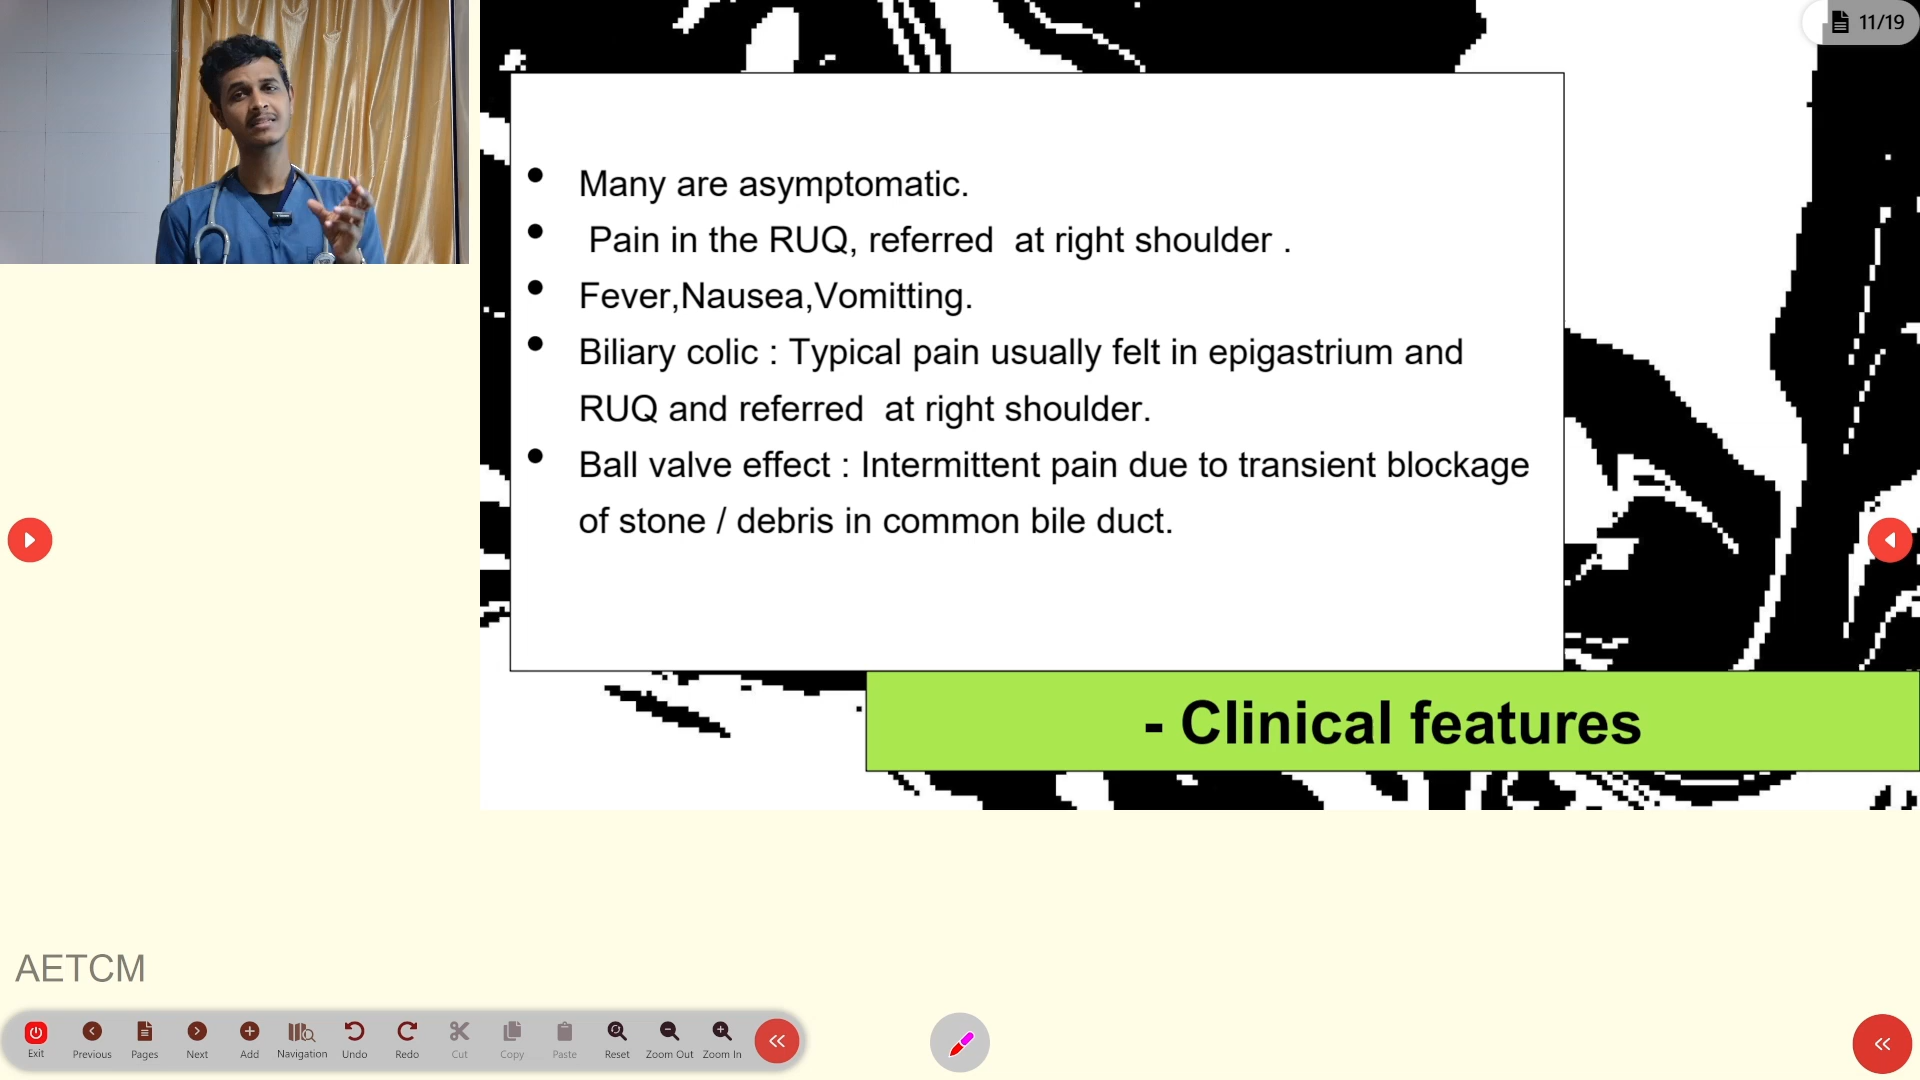 11/19
• Many are asymptomatic.
• Pain in the RUQ, referred  at right shoulder .
• Fever,Nausea,Vomitting.
• Biliary colic : Typical pain usually felt in epigastrium and
RUQ and referred  at right shoulder.
• Ball valve effect : Intermittent pain due to transient blockage
of stone / debris in common bile duct.
- Clinical features
AETCM
Exit Previous Pages Next Add Navigation Undo Redo Cut Copy Paste Reset Zoom Out Zoom In